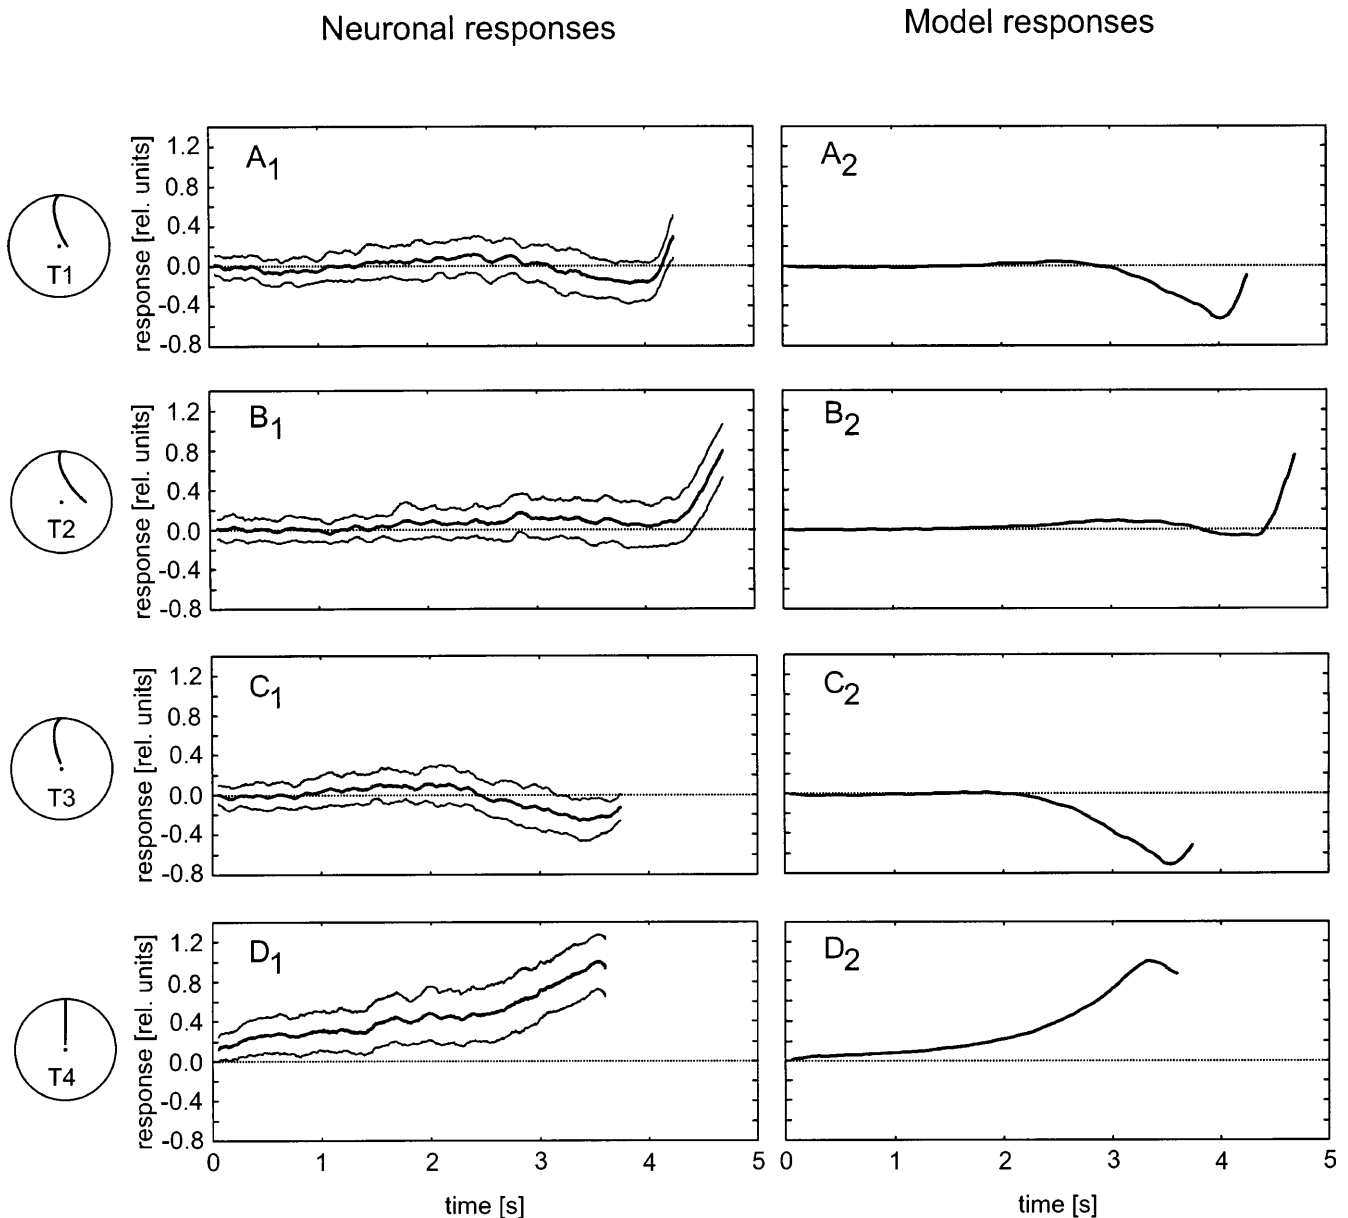 Neuronal responses
Model responses
T1
response [rel. units]
1.2
0.8
0.4
0.0
-0.4
-0.8
A1
A2
T2
response [rel. units]
1.2
0.8
0.4
0.0
-0.4
-0.8
B1
B2
T3
response [rel. units]
1.2
0.8
0.4
0.0
-0.4
-0.8
C1
C2
T4
response [rel. units]
1.2
0.8
0.4
0.0
-0.4
-0.8
D1
D2
0 1 2 3 4 5
0 1 2 3 4 5
time [s]
time [s]